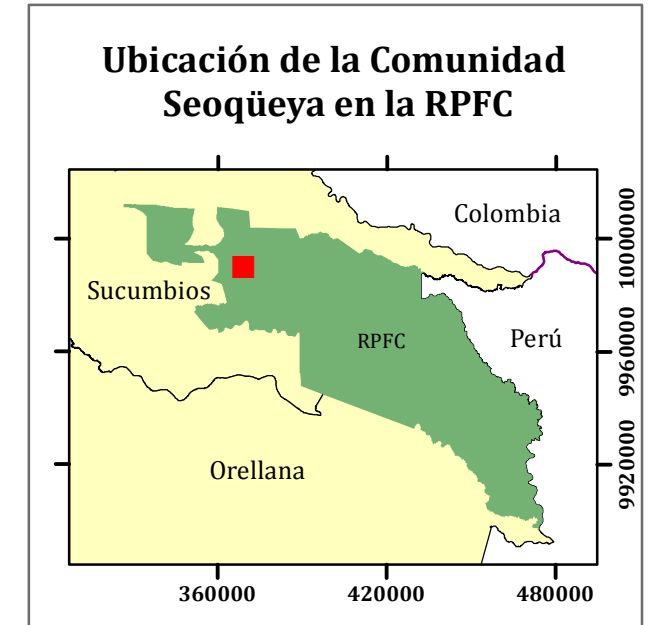 Ubicación de la Comunidad
Seoqüeya en la RPFC
Colombia
10000000
Sucumbios
RPFC
Perú
9960000
Orellana
9920000
360000
420000
480000